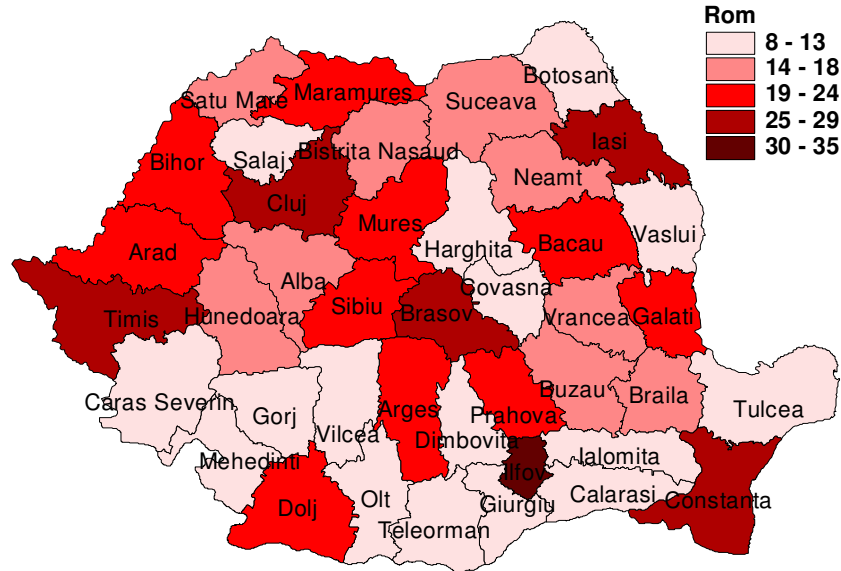 Rom
8 - 13
14 - 18
19 - 24
25 - 29
30 - 35
Botosani
Satu Mare
Maramures
Suceava
Iasi
Bihor
Salaj
Bistrita Nasaud
Neamt
Cluj
Mures
Harghita
Bacau
Vaslui
Arad
Alba
Covasna
Timis
Hunedoara
Sibiu
Brasov
Vrancea
Galati
Caras Severin
Gorj
Vilcea
Arges
Prahova
Buzau
Braila
Tulcea
Dimbovita
Mehedinti
Ilfov
Ialomita
Dolj
Olt
Teleorman
Giurgiu
Calarasi
Constanta